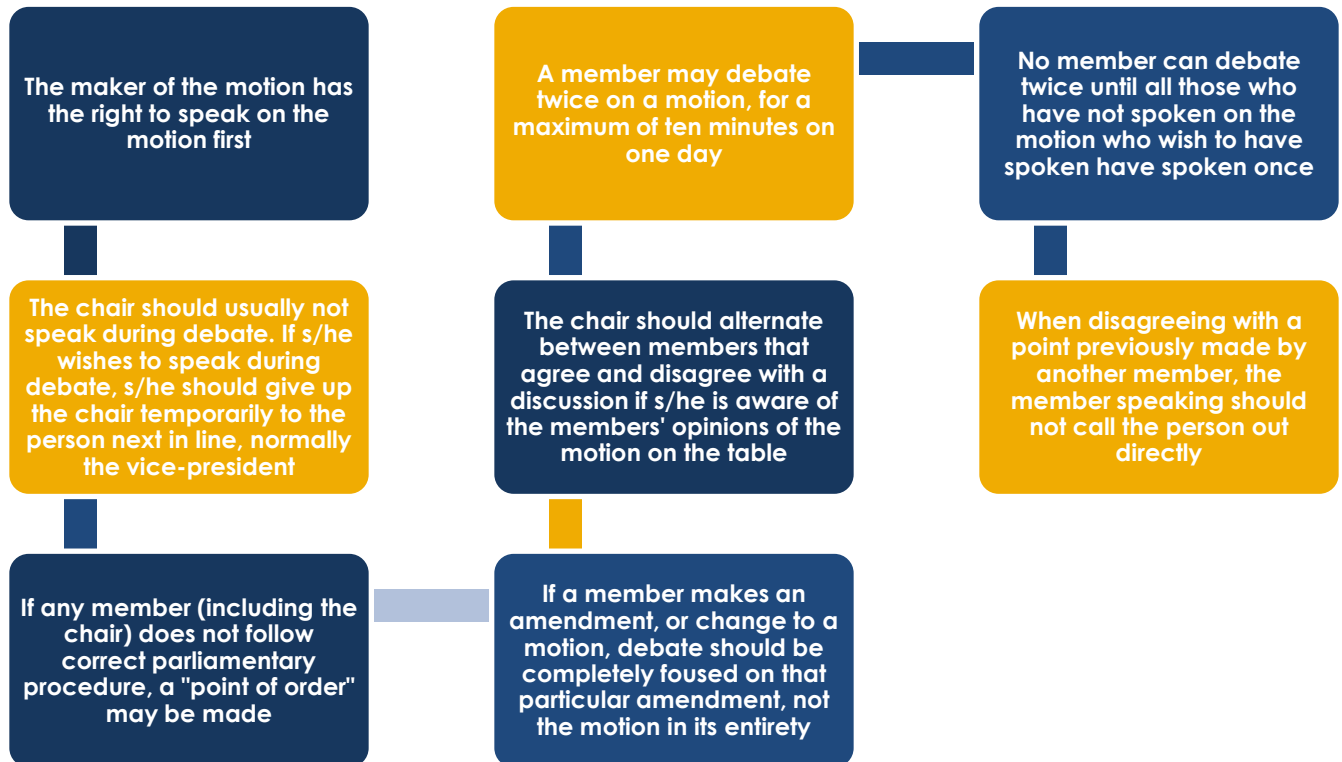 The maker of the motion has
the right to speak on the
motion first
The chair should usually not
speak during debate. If s/he
wishes to speak during
debate, s/he should give up
the chair temporarily to the
person next in line, normally
the vice-president
If any member (including the
chair) does not follow
correct parliamentary
procedure, a "point of order"
may be made
If a member makes an
amendment, or change to a
motion, debate should be
completely foused on that
particular amendment, not
the motion in its entirety
The chair should alternate
between members that
agree and disagree with a
discussion if s/he is aware of
the members' opinions of the
motion on the table
A member may debate
twice on a motion, for a
maximum of ten minutes on
one day
No member can debate
twice until all those who
have not spoken on the
motion who wish to have
spoken have spoken once
When disagreeing with a
point previously made by
another member, the
member speaking should
not call the person out
directly